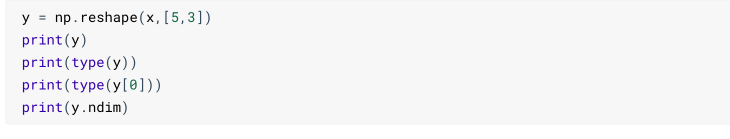 y = np.reshape(x,[5,3])
print(y)
print(type(y))
print(type(y[0]))
print(y.ndim)